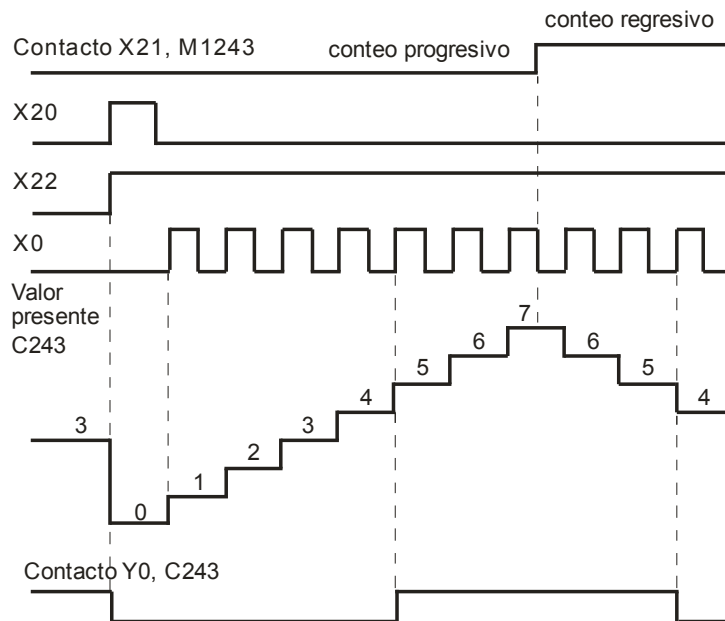 conteo regresivo
Contacto X21, M1243
conteo progresivo
X20
X22
X0
Valor
presente
C243
7
6
6
5
5
4
4
3
3
2
1
0
Contacto Y0, C243